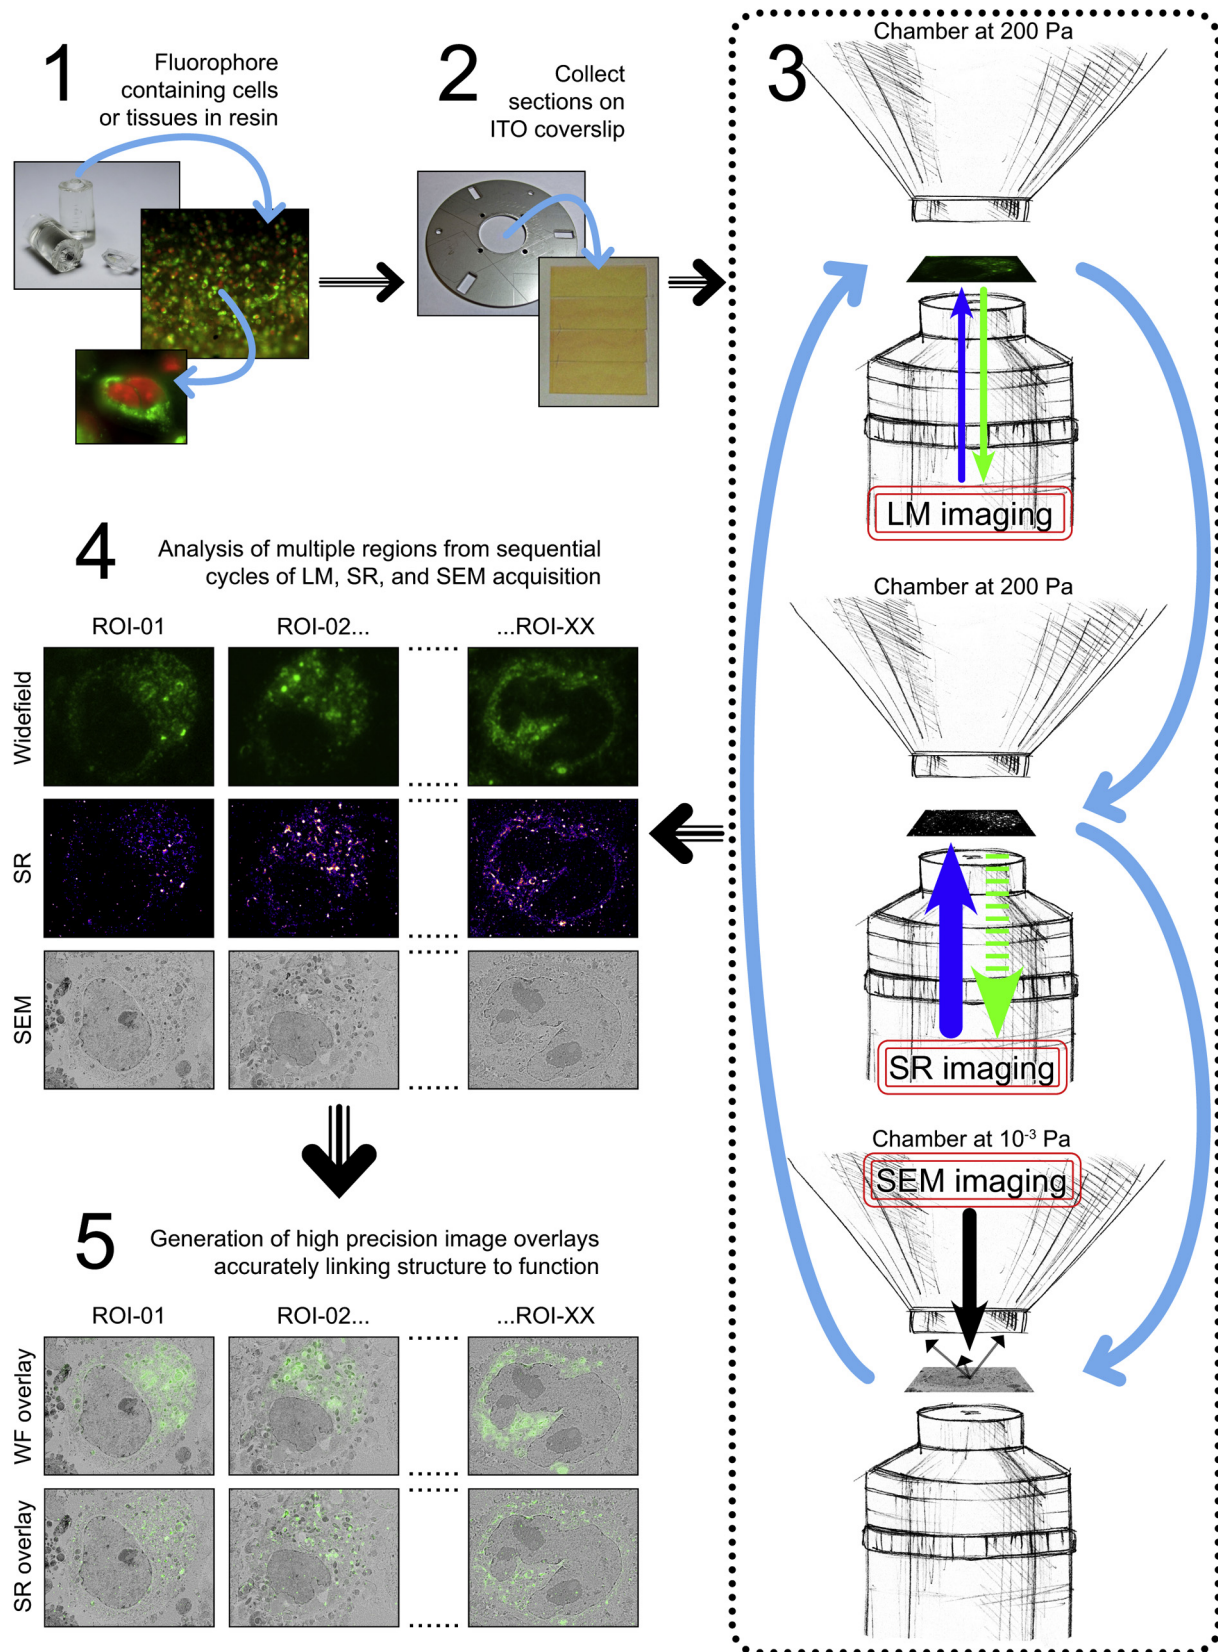 1
Fluorophore
containing cells
or tissues in resin
2
Collect
sections on
ITO coverslip
3
Chamber at 200 Pa
LM imaging
Chamber at 200 Pa
SR imaging
Chamber at 10⁻³ Pa
SEM imaging
4
Analysis of multiple regions from sequential
cycles of LM, SR, and SEM acquisition
ROI-01 ROI-02... ...ROI-XX
Widefield
SR
SEM
5
Generation of high precision image overlays
accurately linking structure to function
ROI-01 ROI-02... ...ROI-XX
WF overlay
SR overlay